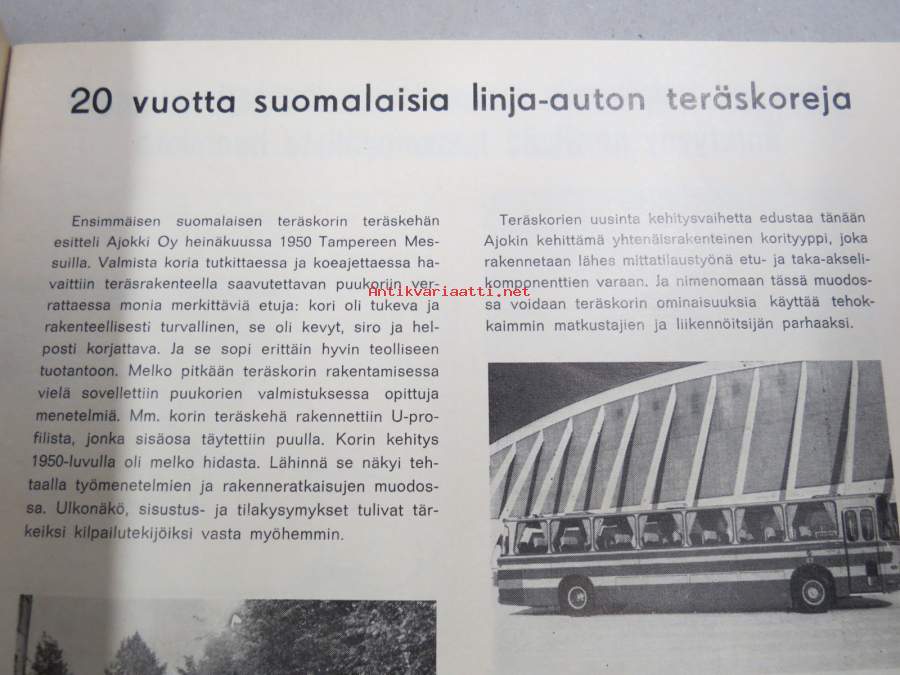 20 vuotta suomalaisia linja-auton teräskoreja
Ensimmäisen suomalaisen teräskorin teräskehän
esitteli Ajokki Oy heinäkuussa 1950 Tampereen Mes-
suilla. Valmista koria tutkittaessa ja koeajettaessa ha-
vaittiin teräsrakenteella saavutettavan puukoriin ver-
rattaessa monia merkittäviä etuja: kori oli tukeva ja
rakenteellisesti turvallinen, se oli kevyt, siro ja hel-
posti korjattava. Ja se sopi erittäin hyvin teolliseen
tuotantoon. Melko pitkään teräskorin rakentamisessa
vielä sovellettiin puukorien valmistuksessa opittuja
menetelmiä. Mm. korin teräskehä rakennettiin U-pro-
filista, jonka sisäosa täytettiin puulla. Korin kehitys
1950-luvulla oli melko hidasta. Lähinnä se näkyi teh-
taalla työmenetelmien ja rakenneratkaisujen muodos-
sa. Ulkonäkö, sisustus- ja tilakysymykset tulivat tär-
keiksi kilpailutekijöiksi vasta myöhemmin.
Teräskorien uusinta kehitysvaihetta edustaa tänään
Ajokin kehittämä yhtenäisrakenteinen korityyppi, joka
rakennetaan lähes mittatilaustyönä etu- ja taka-akseli-
komponenttien varaan. Ja nimenomaan tässä muodos-
sa voidaan teräskorin ominaisuuksia käyttää tehok-
kaimmin matkustajien ja liikennöitsijän parhaaksi.
Antikvariaatti.net